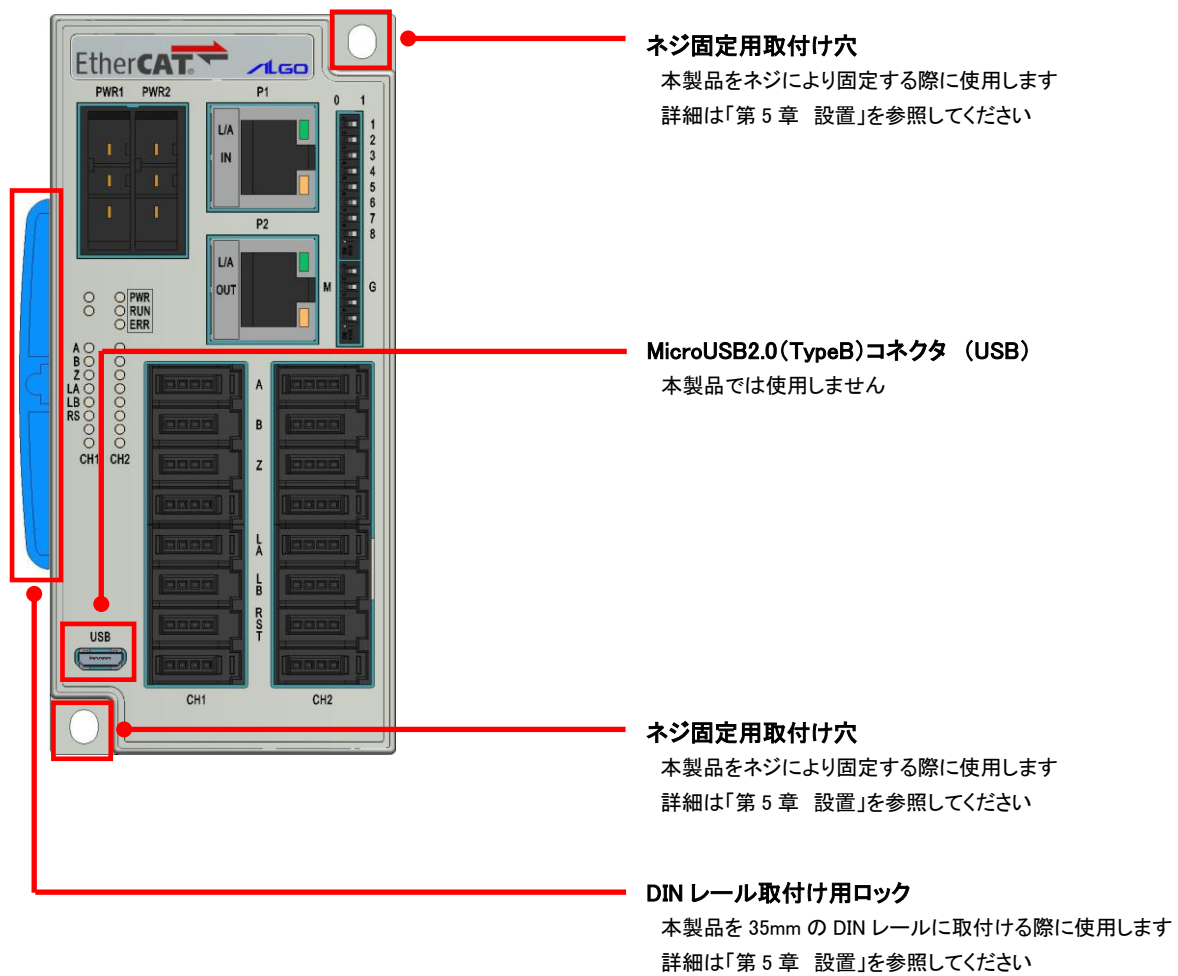 EtherCAT®
ALGO
PWR1 PWR2
P1
0 1
L/A
IN
1
2
3
4
5
6
7
8
P2
L/A
OUT
M
G
PWR
RUN
ERR
A
B
Z
LA
LB
RS
CH1 CH2
A
B
Z
LA
LB
RST
USB
CH1
CH2
ネジ固定用取付け穴
本製品をネジにより固定する際に使用します
詳細は「第 5 章 設置」を参照してください
MicroUSB2.0(TypeB)コネクタ (USB)
本製品では使用しません
ネジ固定用取付け穴
本製品をネジにより固定する際に使用します
詳細は「第 5 章 設置」を参照してください
DIN レール取付け用ロック
本製品を 35mm の DIN レールに取付ける際に使用します
詳細は「第 5 章 設置」を参照してください